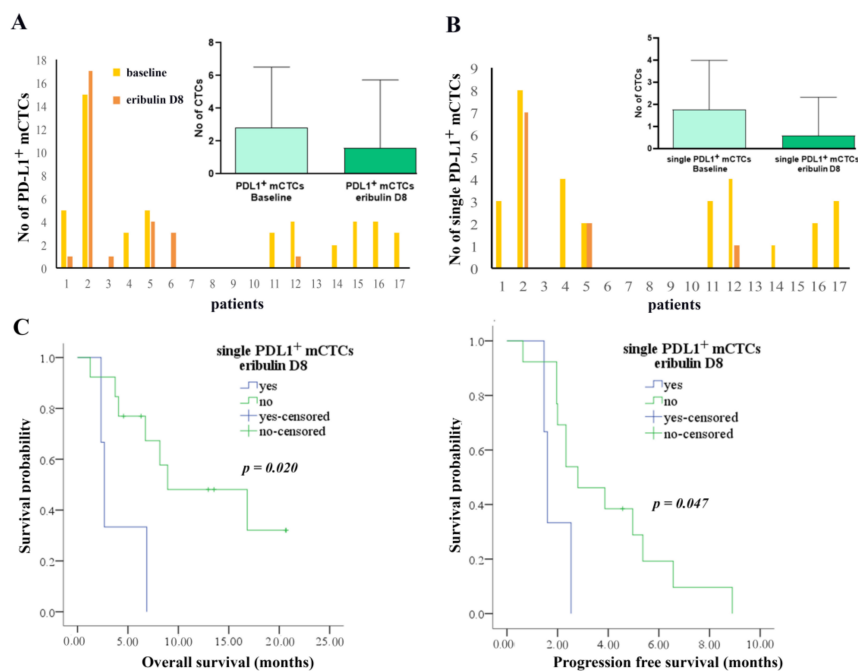 A
No of PD-L1+ mCTCs
18
16
14
12
10
8
6
4
2
0
baseline
eribulin D8
No of CTCs
8
6
4
2
0
PDL1+ mCTCs
Baseline
PDL1+ mCTCs
eribulin D8
1 2 3 4 5 6 7 8 9 10 11 12 13 14 15 16 17
patients
B
No of single PD-L1+ mCTCs
9
8
7
6
5
4
3
2
1
0
No of CTCs
5
4
3
2
1
0
single PDL1+ mCTCs
Baseline
single PDL1+ mCTCs
eribulin D8
1 2 3 4 5 6 7 8 9 10 11 12 13 14 15 16 17
patients
C
Survival probability
1.0
0.8
0.6
0.4
0.2
0.0
single PDL1+ mCTCs
eribulin D8
yes
no
yes-censored
no-censored
p = 0.020
0.00 5.00 10.00 15.00 20.00 25.00
Overall survival (months)
Survival probability
1.0
0.8
0.6
0.4
0.2
0.0
single PDL1+ mCTCs
eribulin D8
yes
no
yes-censored
no-censored
p = 0.047
0.00 2.00 4.00 6.00 8.00 10.00
Progression free survival (months)